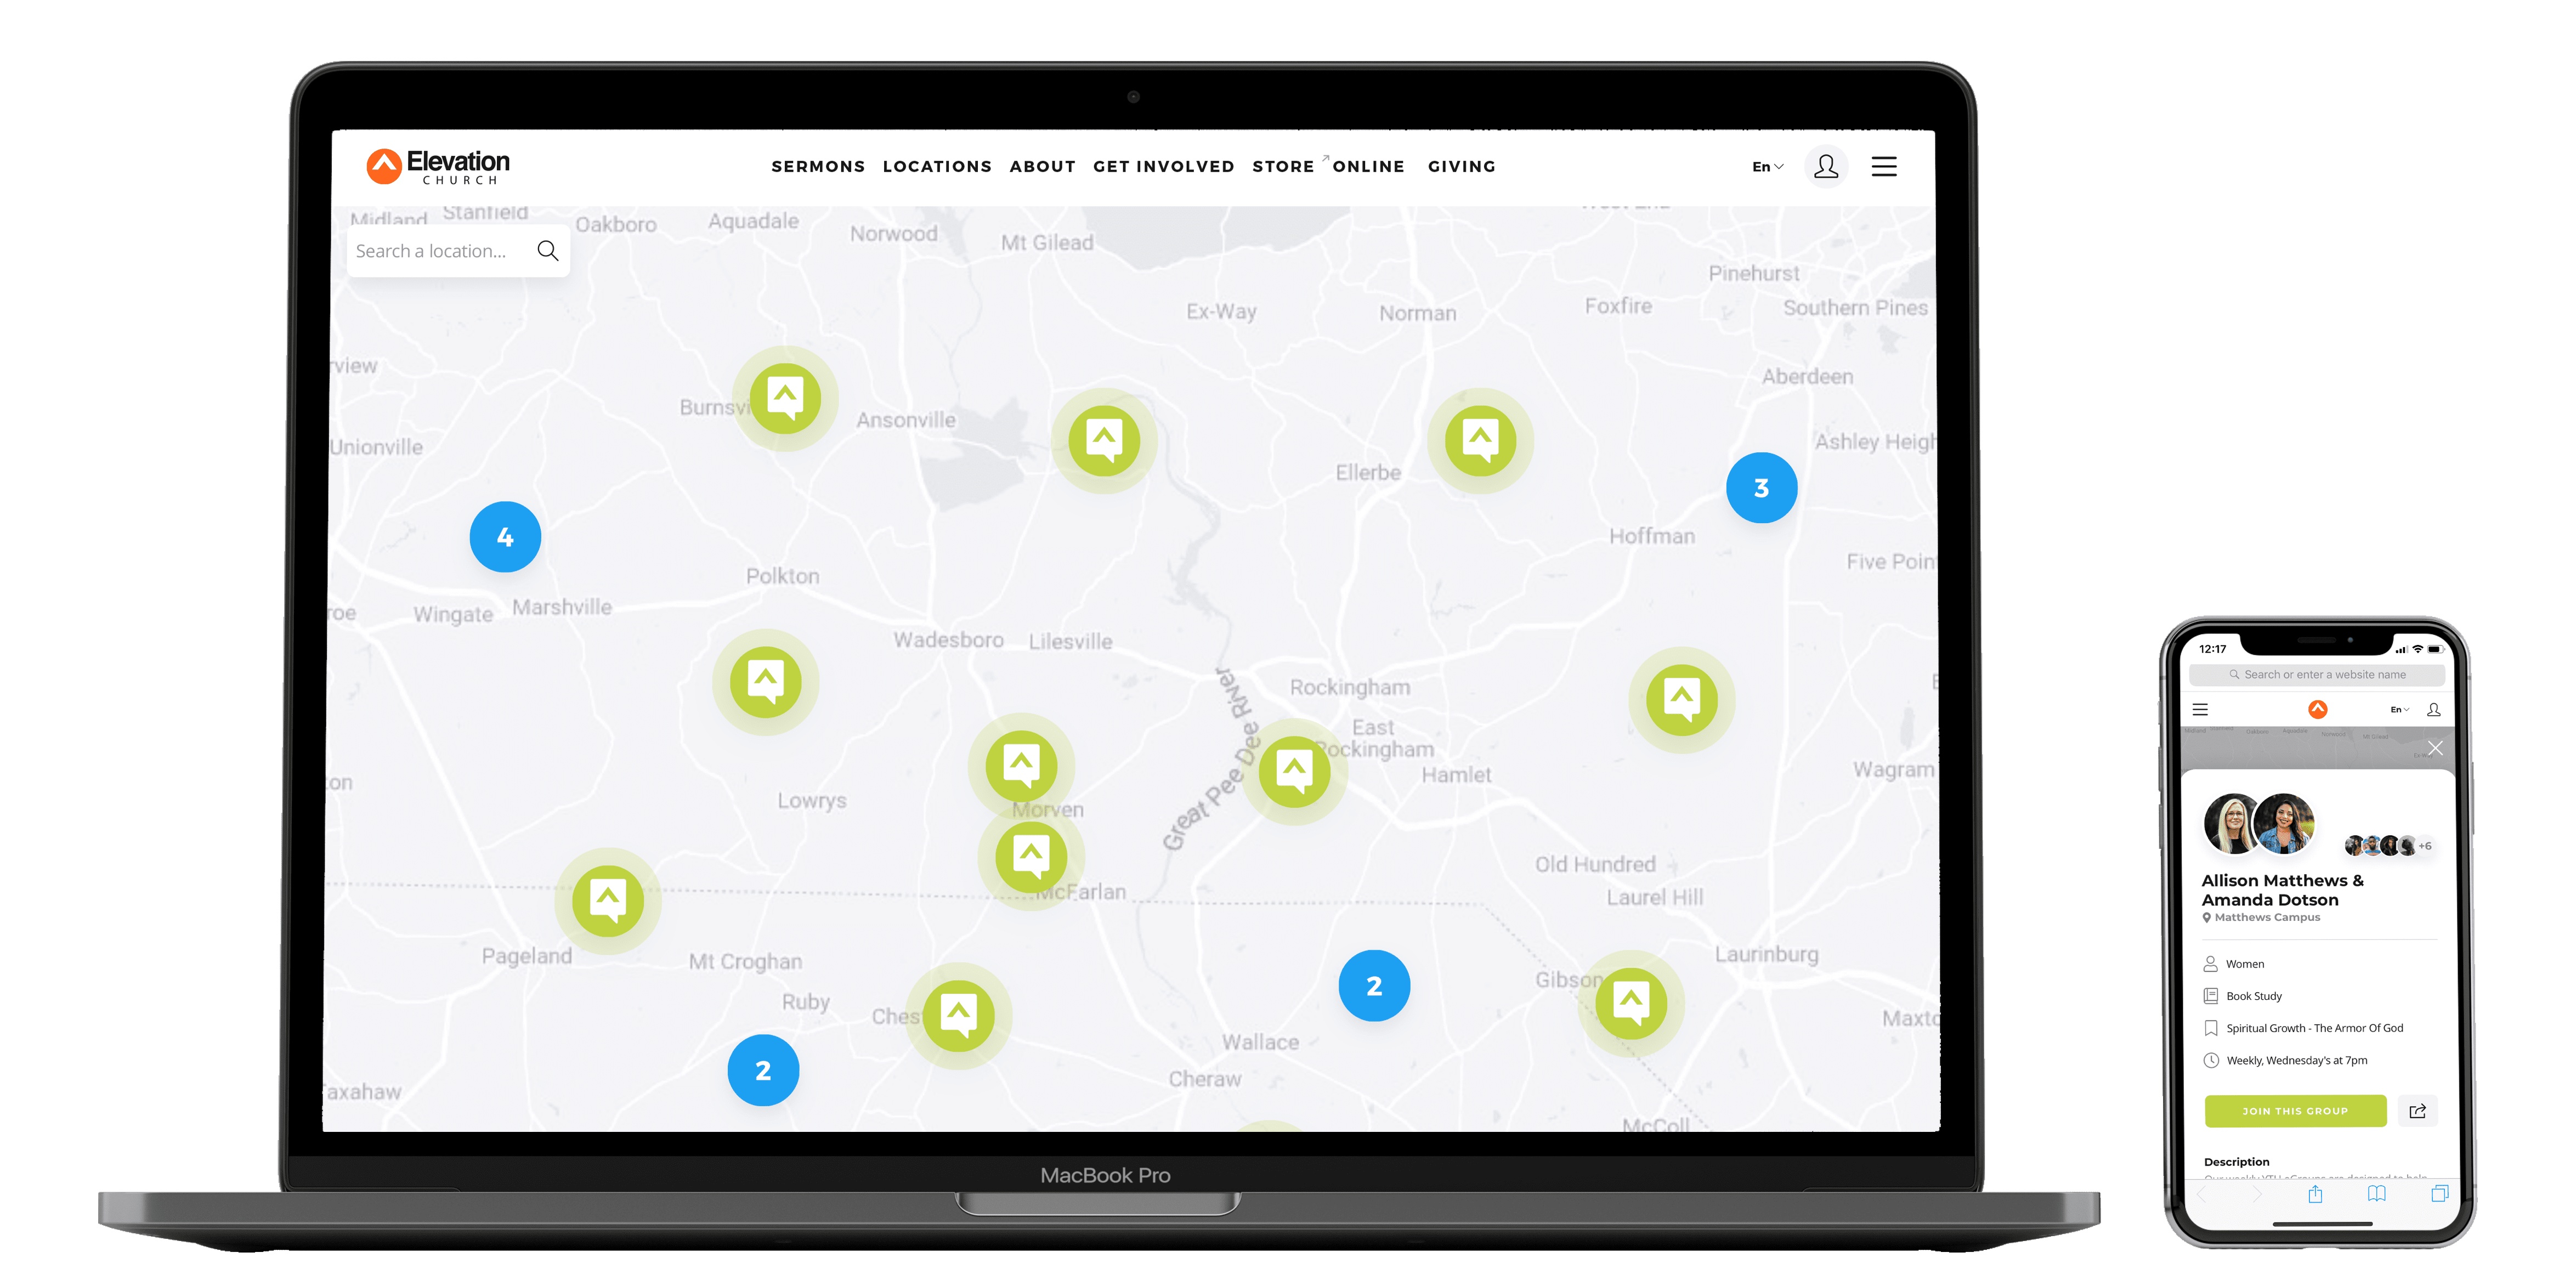 Elevation
CHURCH
SERMONS LOCATIONS ABOUT GET INVOLVED STORE ONLINE GIVING
En
Midland Stanfield Oakboro Aquadale Norwood Mt Gilead
Search a location...
Pinehurst
Ex-Way Norman Foxfire Southern Pines
rview
Aberdeen
Burnsvi Ansonville
Unionville Ashley Heigh
Ellerbe
3
4 Hoffman
Five Poin
Polkton
roe Wingate Marshville
Wadesboro Lilesville
Great Pee Dee River
Rockingham
East
Rockingham
Hamlet Wagram
ton
Lowrys Morven
Old Hundred
McFarlan Laurel Hill
Pageland Mt Croghan Laurinburg
Gibson
2
Ruby Ches Maxto
Wallace
2
Cheraw
axahaw
McColl
MacBook Pro
12:17
Search or enter a website name
En
+6
Allison Matthews &
Amanda Dotson
Matthews Campus
Women
Book Study
Spiritual Growth - The Armor Of God
Weekly, Wednesday's at 7pm
JOIN THIS GROUP
Description